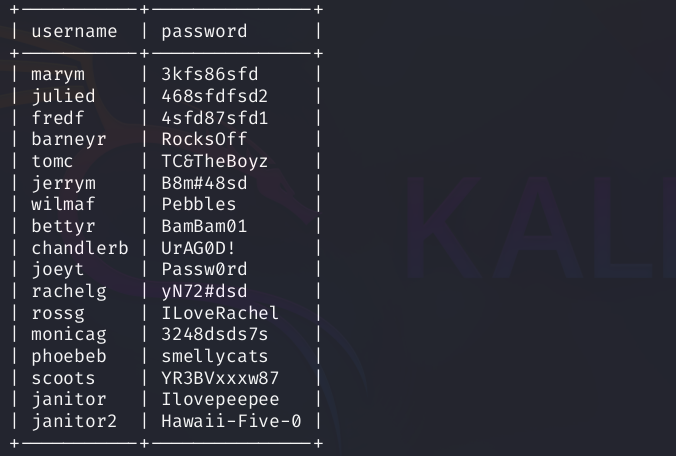 username password
marym 3kfs86sfd
julied 468sfdfsd2
fredf 4sfd87sfd1
barneyr RocksOff
tomc TC&TheBoyz
jerrym B8m#48sd
wilmaf Pebbles
bettyr BamBam01
chandlerb UrAG0D!
joeyt Passw0rd
rachelg yN72#dsd
rossg ILoveRachel
monicag 3248dsds7s
phoebeb smellycats
scoots YR3BVxxxw87
janitor Ilovepeepee
janitor2 Hawaii-Five-0
KALI